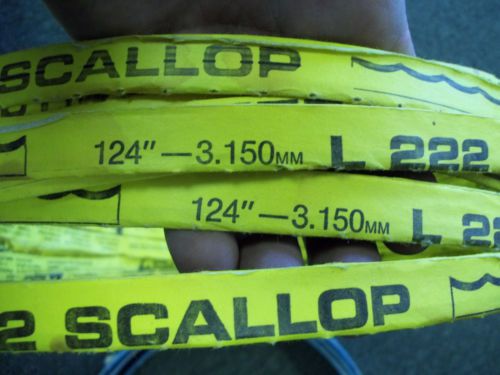 SCALLOP
124" — 3.150MM L 222
124" — 3.150MM L 22
2 SCALLOP